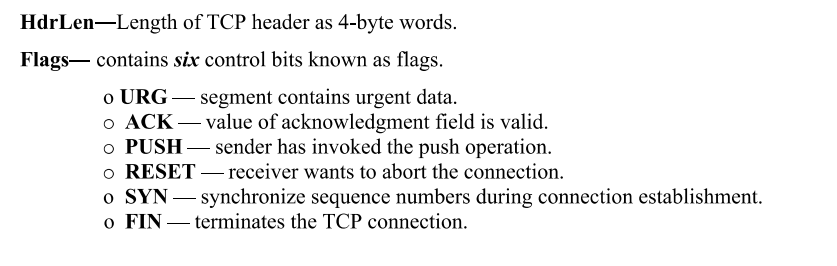 HdrLen—Length of TCP header as 4-byte words.
Flags— contains six control bits known as flags.
o URG — segment contains urgent data.
o ACK — value of acknowledgment field is valid.
o PUSH — sender has invoked the push operation.
o RESET — receiver wants to abort the connection.
o SYN — synchronize sequence numbers during connection establishment.
o FIN — terminates the TCP connection.